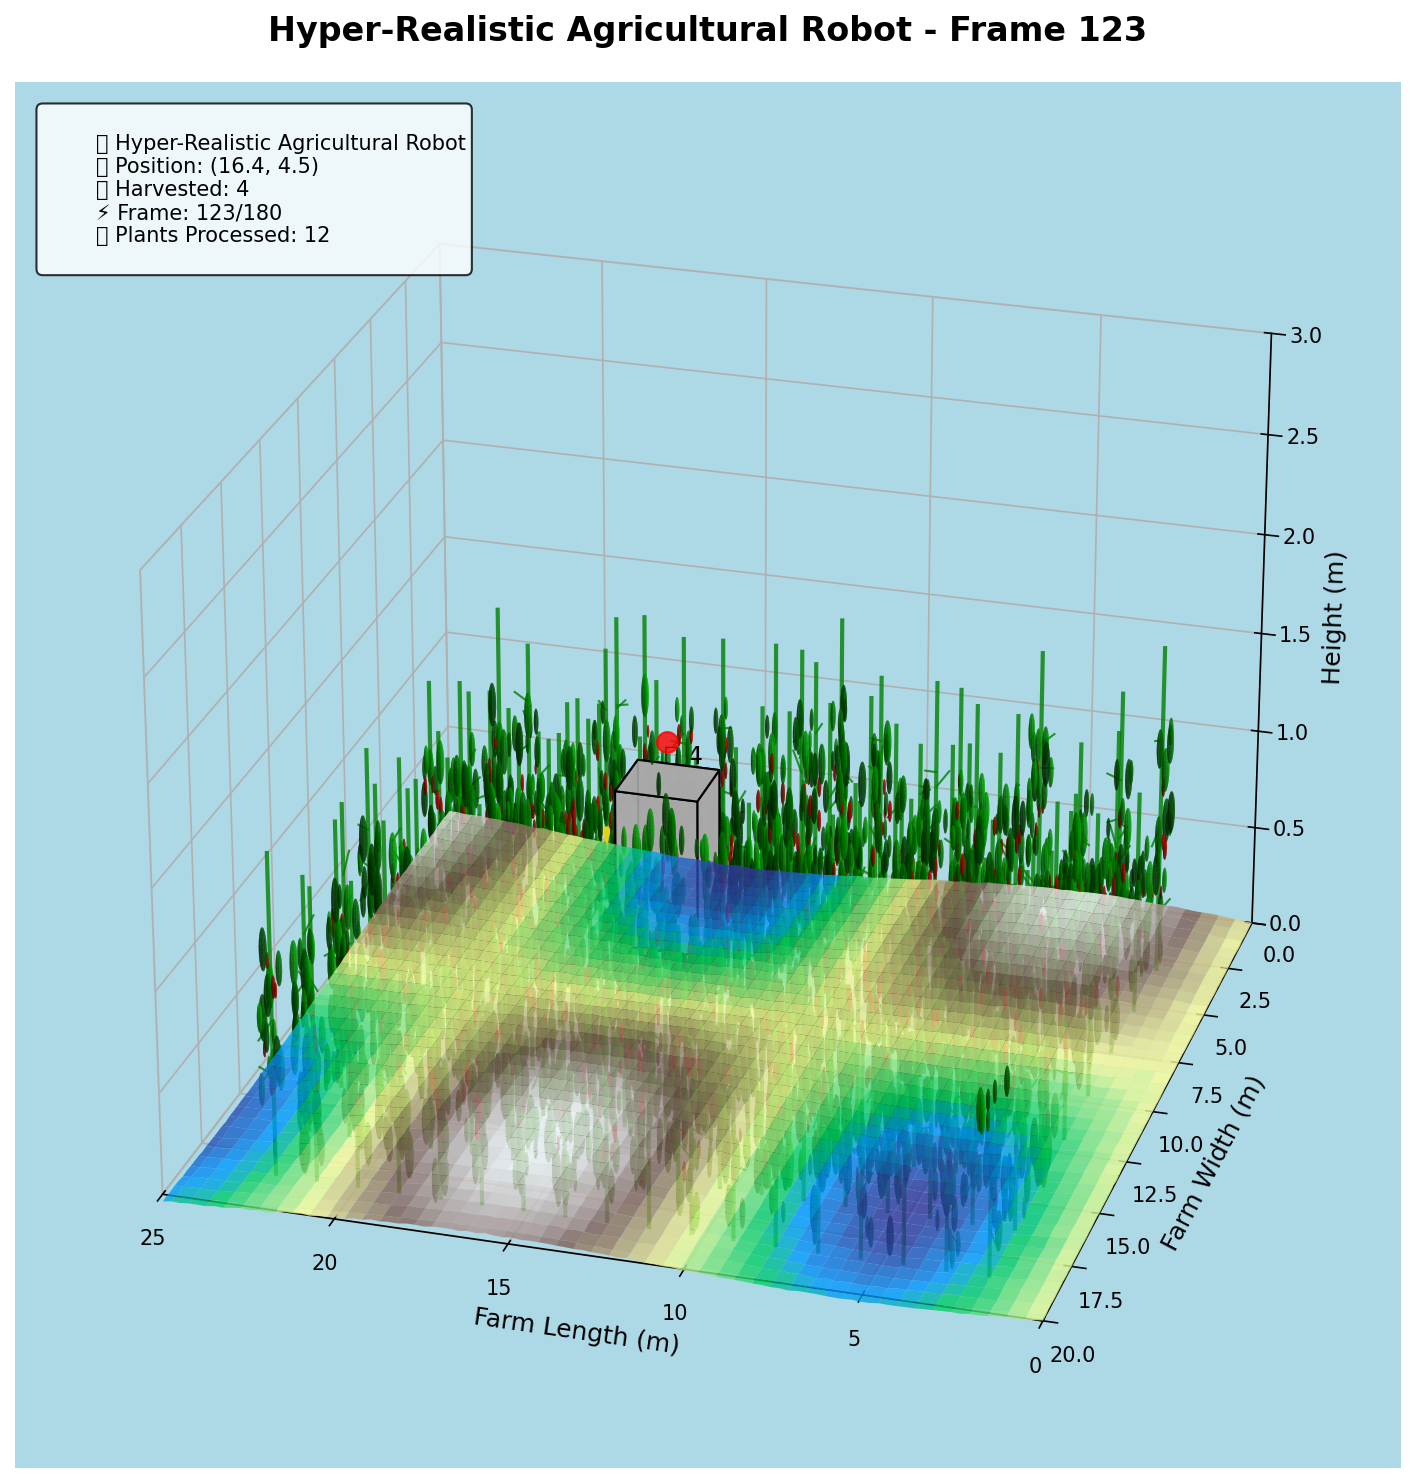 Hyper-Realistic Agricultural Robot - Frame 123
▯ Hyper-Realistic Agricultural Robot
▯ Position: (16.4, 4.5)
▯ Harvested: 4
⚡ Frame: 123/180
▯ Plants Processed: 12
3.0
2.5
2.0
1.5
1.0
0.5
0.0
Height (m)
4
0.0
2.5
5.0
7.5
10.0
12.5
15.0
17.5
20.0
Farm Width (m)
25
20
15
10
5
0
Farm Length (m)